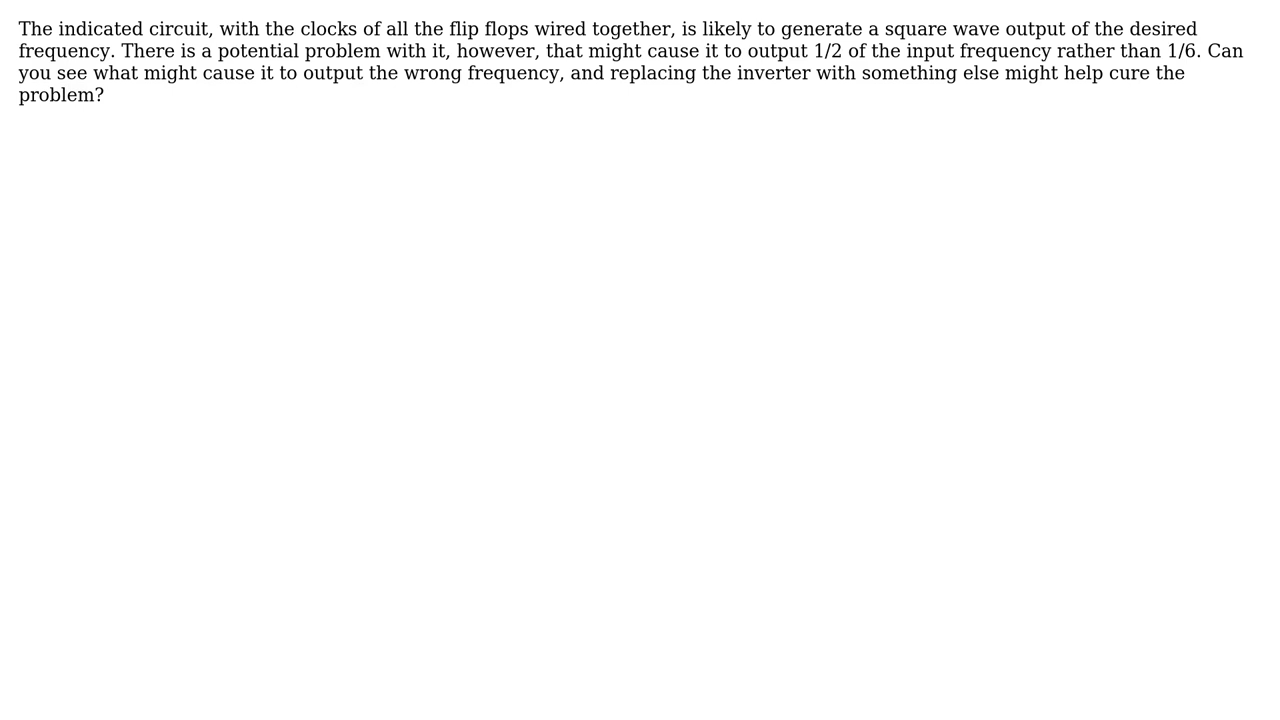 The indicated circuit, with the clocks of all the flip flops wired together, is likely to generate a square wave output of the desired
frequency. There is a potential problem with it, however, that might cause it to output 1/2 of the input frequency rather than 1/6. Can
you see what might cause it to output the wrong frequency, and replacing the inverter with something else might help cure the
problem?